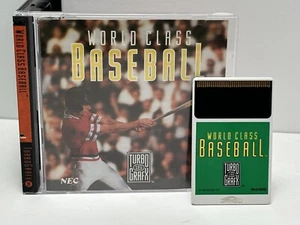 WORLD CLASS BASEBALL
WORLD CLASS
BASEBALL
NEC
TURBO
GRAFX
WORLD CLASS
BASEBALL
TURBO
GRAFX